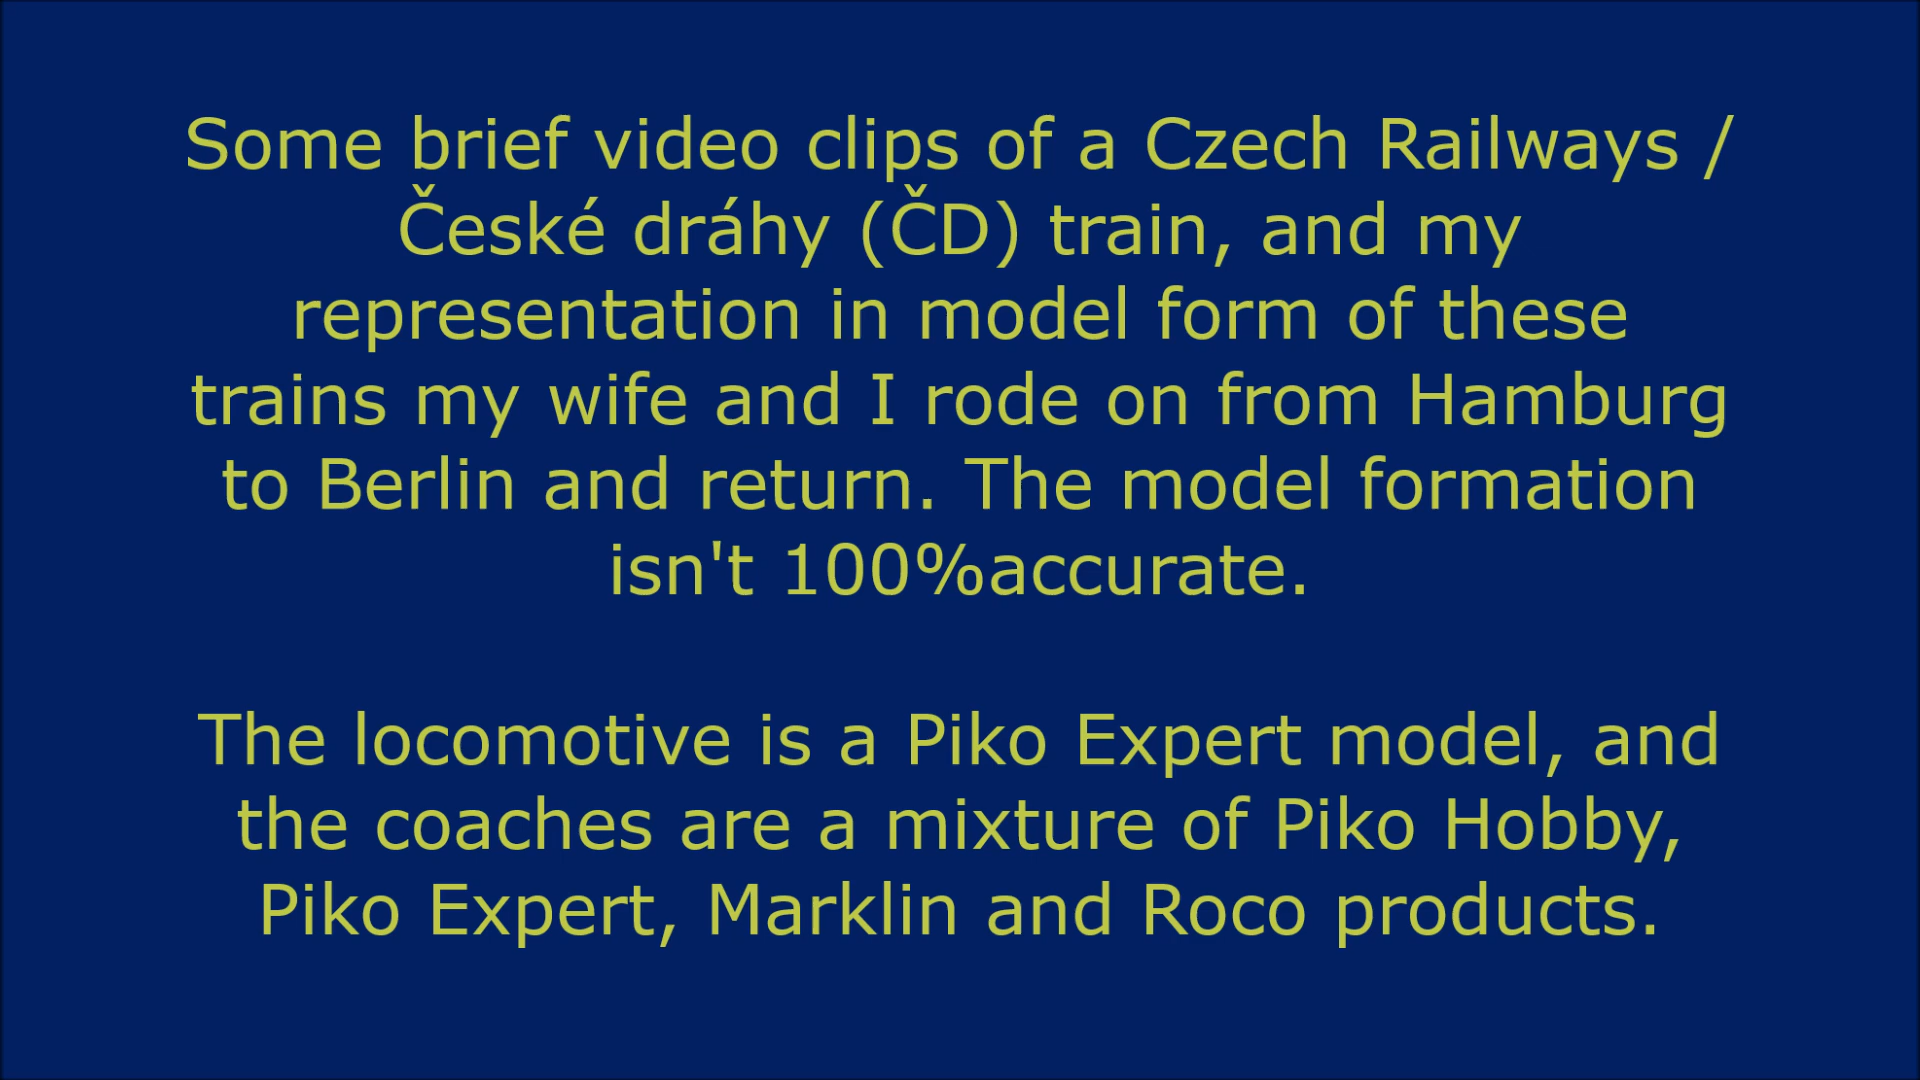 Some brief video clips of a Czech Railways /
České dráhy (ČD) train, and my
representation in model form of these
trains my wife and I rode on from Hamburg
to Berlin and return. The model formation
isn't 100%accurate.
The locomotive is a Piko Expert model, and
the coaches are a mixture of Piko Hobby,
Piko Expert, Marklin and Roco products.